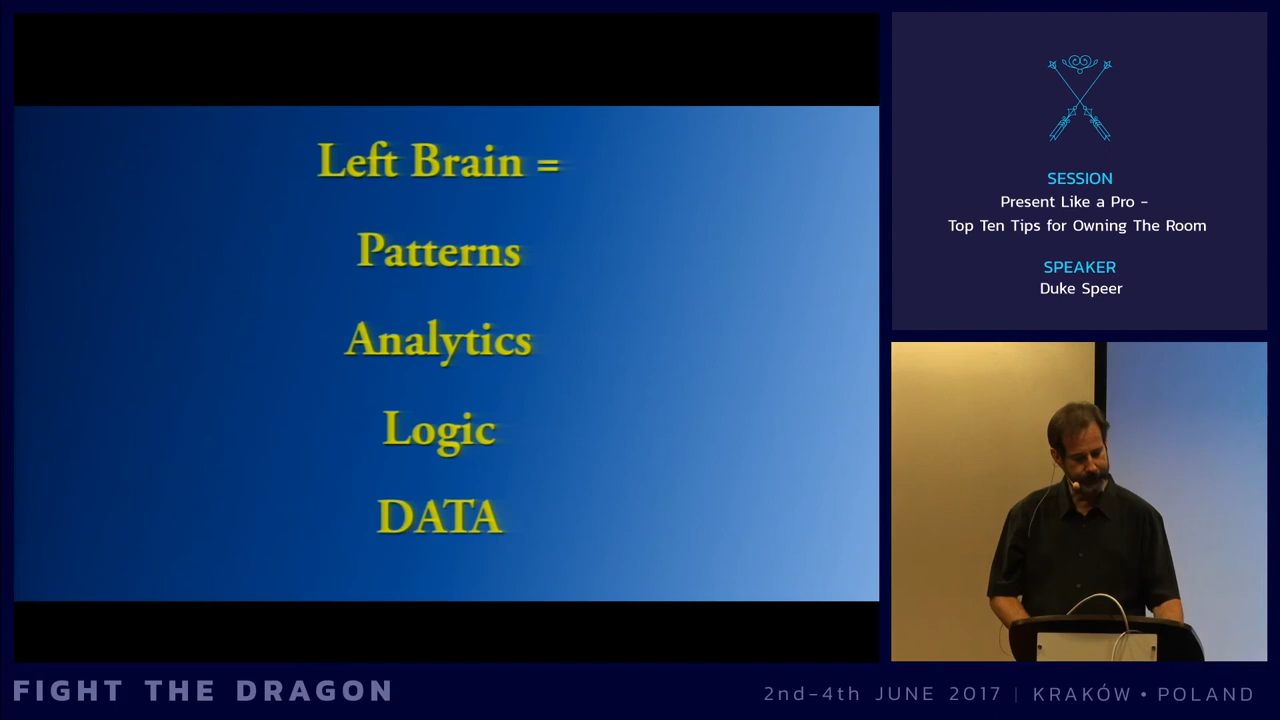 Left Brain =
Patterns
Analytics
Logic
DATA
SESSION
Present Like a Pro -
Top Ten Tips for Owning The Room
SPEAKER
Duke Speer
FIGHT THE DRAGON
2nd-4th JUNE 2017 | KRAKÓW • POLAND